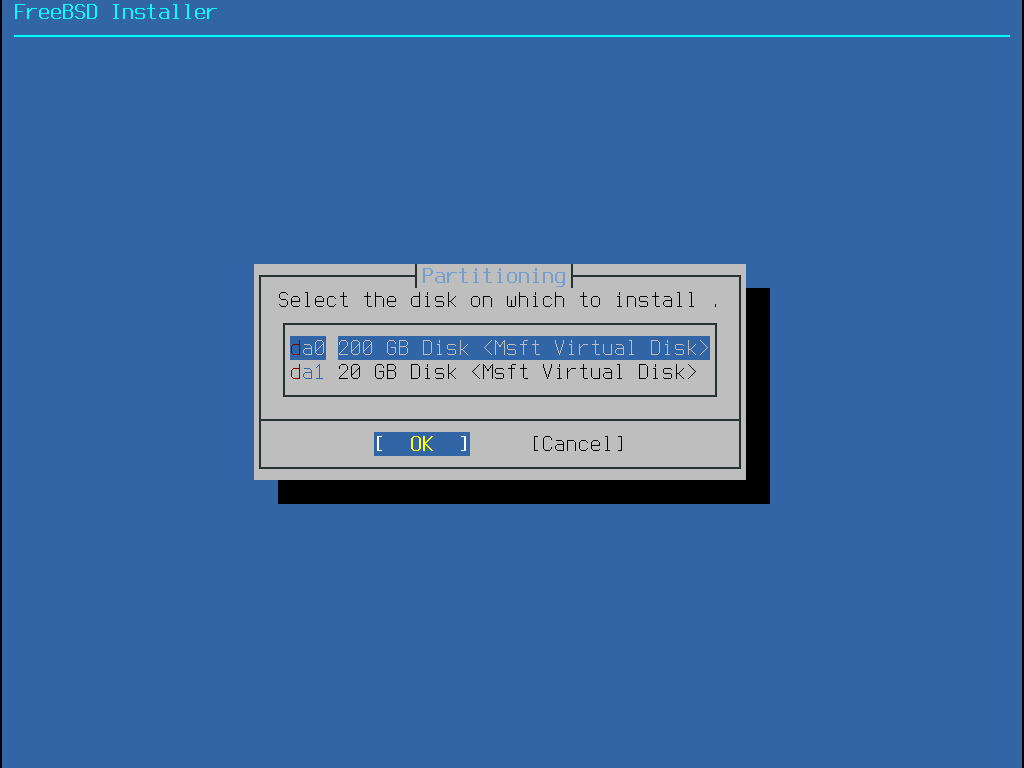 FreeBSD Installer
Partitioning
Select the disk on which to install .
da0 200 GB Disk <Msft Virtual Disk>
da1 20 GB Disk <Msft Virtual Disk>
[  OK  ] [Cancel]